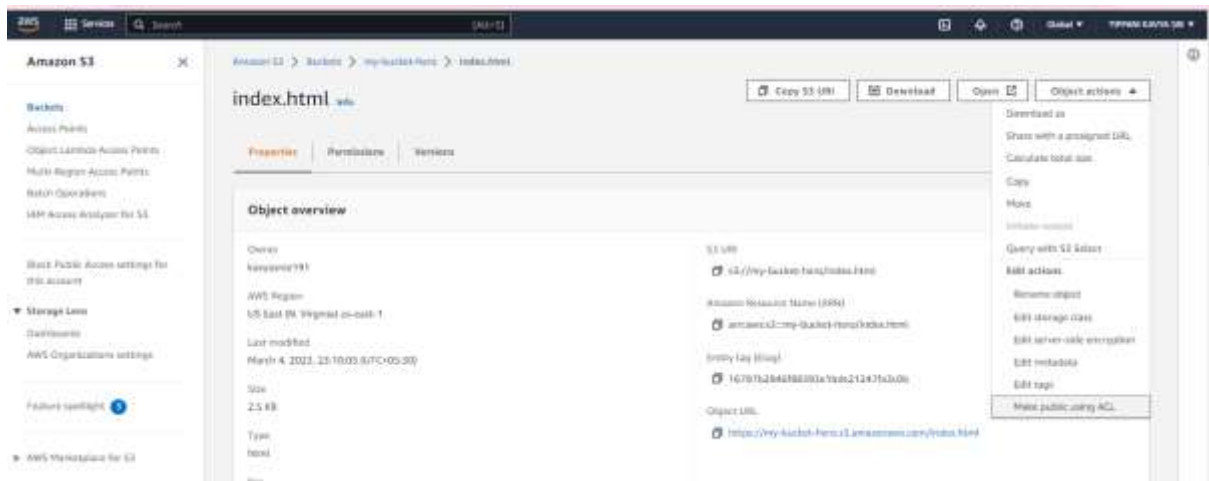 aws Services Search [Alt+S] Global TIPPANI KAVYA SRI
Amazon S3
Amazon S3 > Buckets > my-bucket-hero > index.html
index.html Info
Copy S3 URI Download Open Object actions
Buckets
Access Points
Object Lambda Access Points
Multi-Region Access Points
Batch Operations
IAM Access Analyzer for S3
Block Public Access settings for
this account
Storage Lens
Dashboards
AWS Organizations settings
Feature spotlight
AWS Marketplace for S3
Properties Permissions Versions
Object overview
Owner
AWS Region
US East (N. Virginia) us-east-1
Last modified
March 4, 2023, 23:10:05 (UTC+05:30)
Size
2.5 KB
Type
html
S3 URI
s3://my-bucket-hero/index.html
Amazon Resource Name (ARN)
arn:aws:s3:::my-bucket-hero/index.html
Entity tag (Etag)
Object URL
https://my-bucket-hero.s3.amazonaws.com/index.html
Download as
Share with a presigned URL
Calculate total size
Copy
Move
Initiate restore
Query with S3 Select
Edit actions
Rename object
Edit storage class
Edit server-side encryption
Edit metadata
Edit tags
Make public using ACL